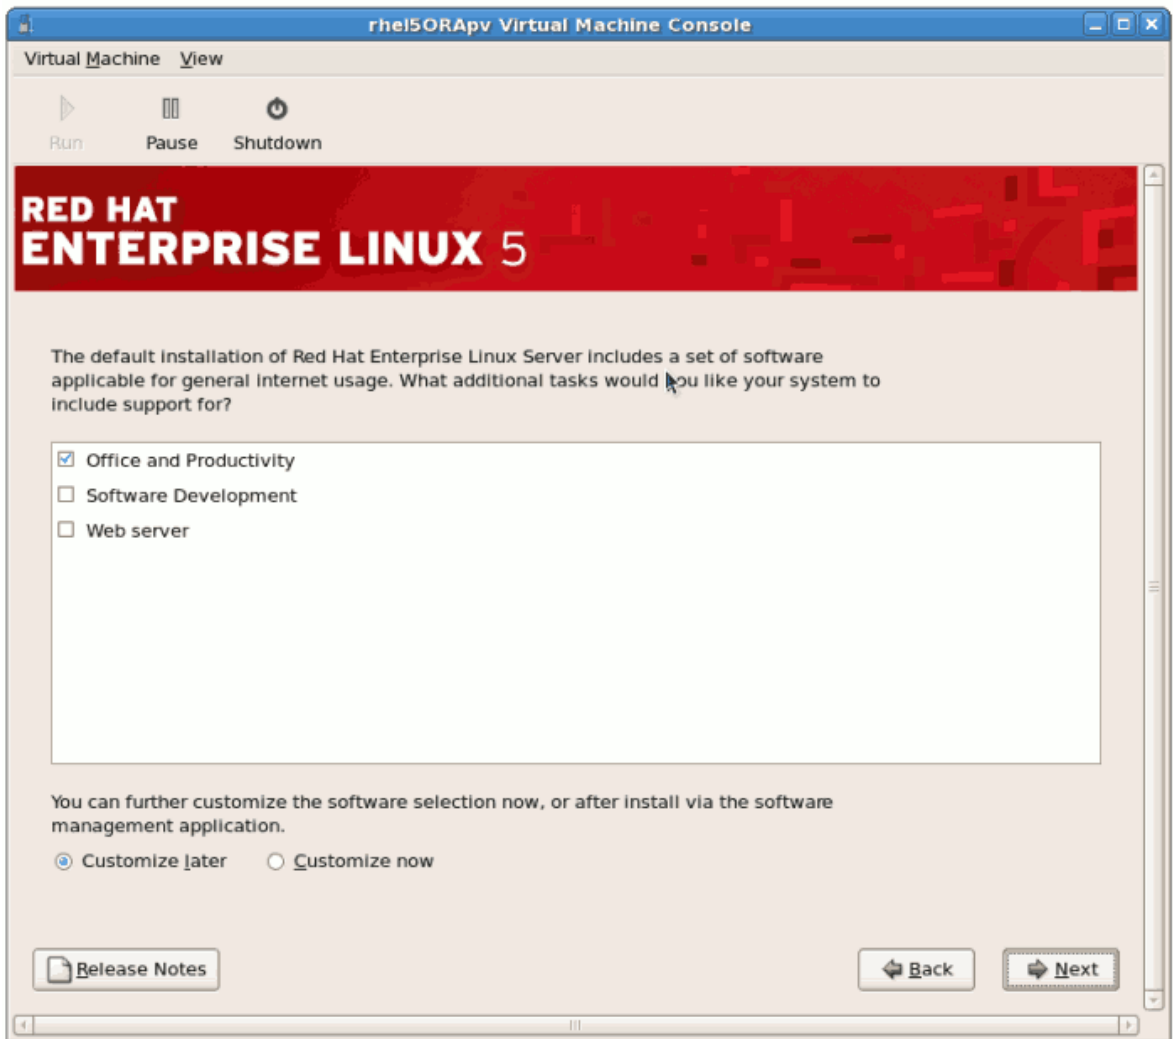 rhel5ORApv Virtual Machine Console
Virtual Machine View
Run Pause Shutdown
RED HAT
ENTERPRISE LINUX 5
The default installation of Red Hat Enterprise Linux Server includes a set of software
applicable for general internet usage. What additional tasks would you like your system to
include support for?
Office and Productivity
Software Development
Web server
You can further customize the software selection now, or after install via the software
management application.
Customize later Customize now
Release Notes Back Next